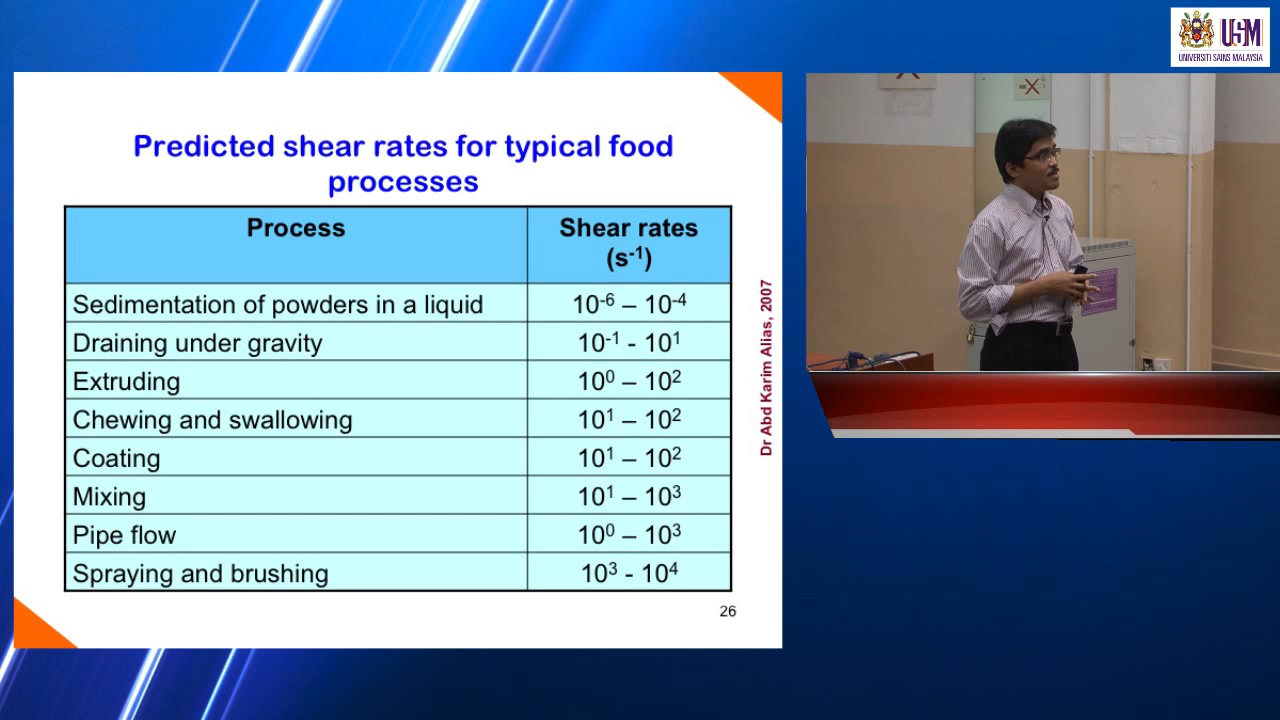 USM
UNIVERSITI SAINS MALAYSIA
Predicted shear rates for typical food
processes
Process
Shear rates
(s⁻¹)
Sedimentation of powders in a liquid
10⁻⁶ – 10⁻⁴
Draining under gravity
10⁻¹ - 10¹
Extruding
10⁰ – 10²
Chewing and swallowing
10¹ – 10²
Coating
10¹ – 10²
Mixing
10¹ – 10³
Pipe flow
10⁰ – 10³
Spraying and brushing
10³ - 10⁴
Dr Abd Karim Alias, 2007
26